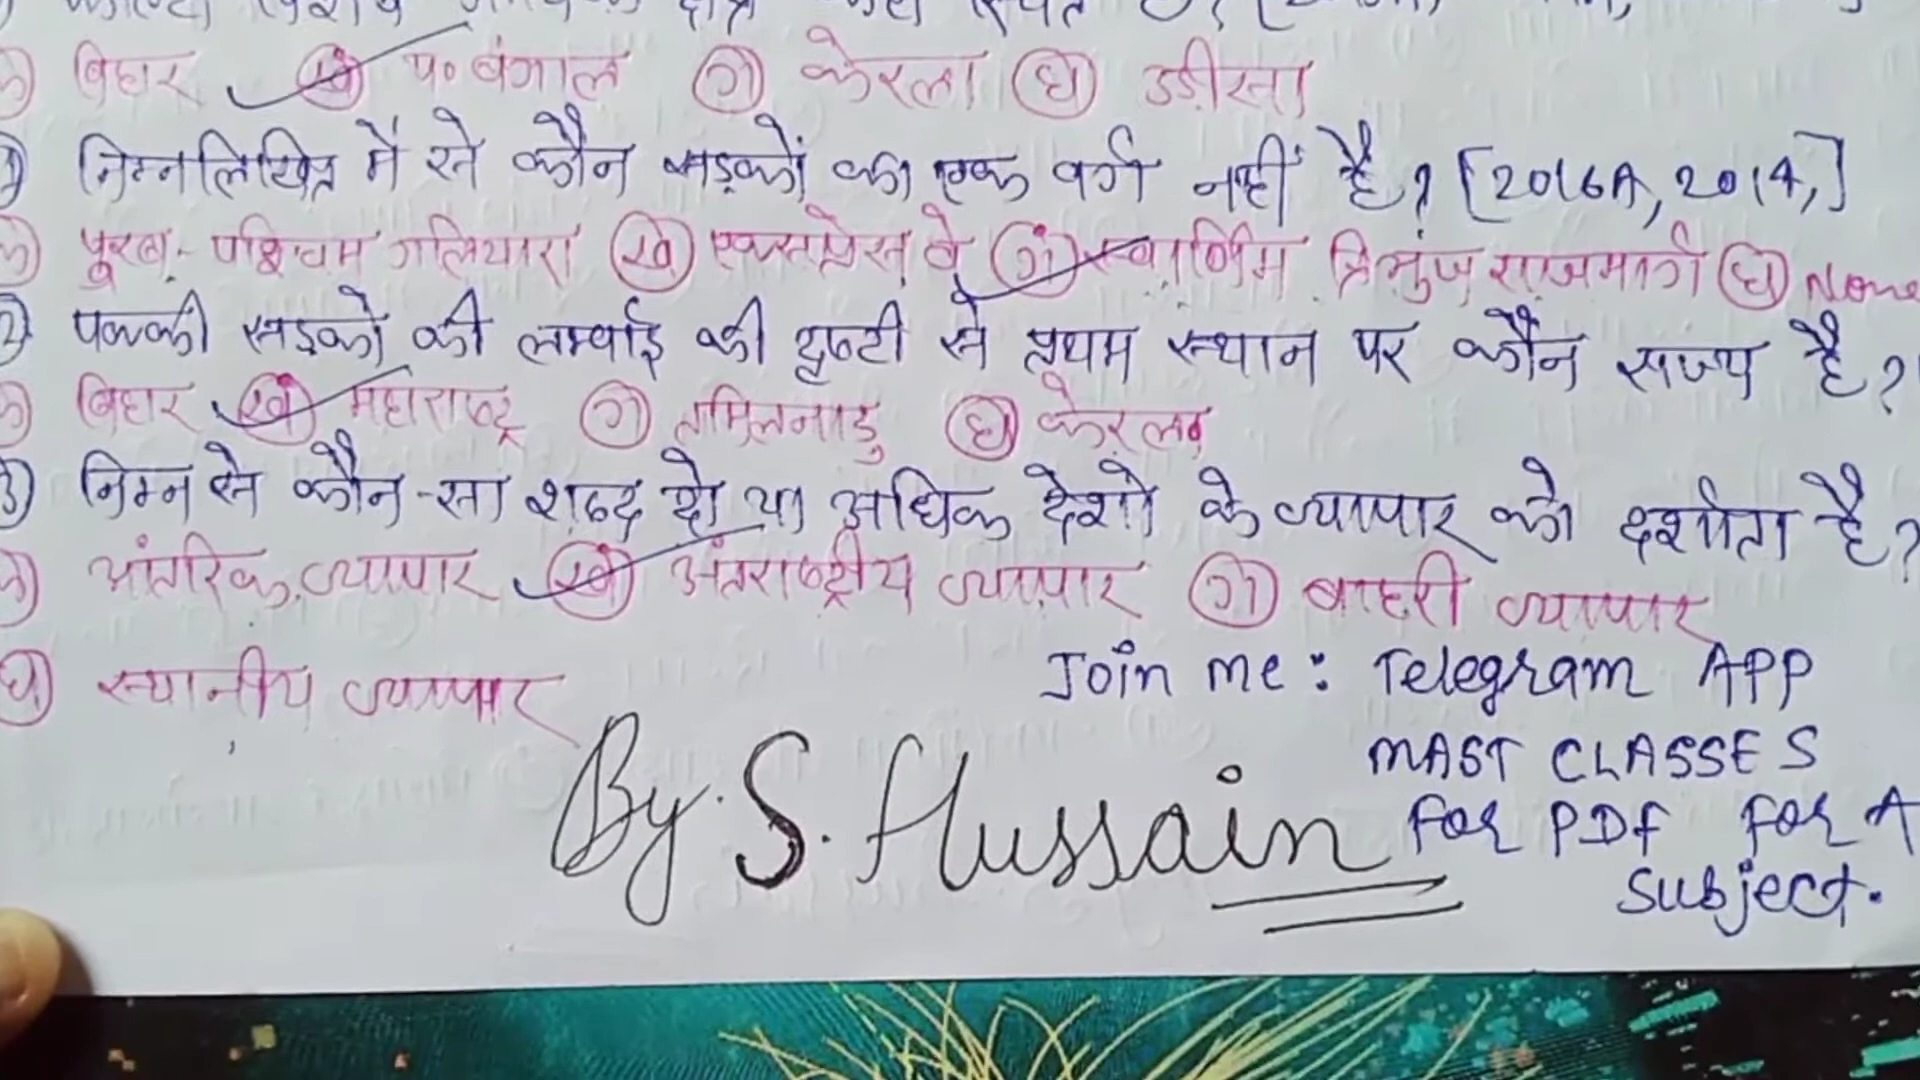 क) बिहार ख) प० बंगाल ग) केरला घ) उड़ीसा
निम्नलिखित में से कौन सड़कों का एक वर्ग नहीं है? [2016A, 2014,]
क) पूरब-पश्चिम गलियारा ख) एक्सप्रेस वे ग) स्वार्णिम त्रिभुज राजमार्ग घ) None
पक्की सड़कों की लम्बाई की दृष्टी से प्रथम स्थान पर कौन राज्य है?
क) बिहार ख) महाराष्ट्र ग) तमिलनाडु घ) केरल
3) निम्न से कौन-सा शब्द दो या अधिक देशो के व्यापार को दर्शाता है?
क) आंतरिक व्यापार ख) अंतराष्ट्रीय व्यापार ग) बाहरी व्यापार
घ) स्थानीय व्यापार
Join me: Telegram APP
MAST CLASSES
For PDF For A
Subject.
By. S. Hussain